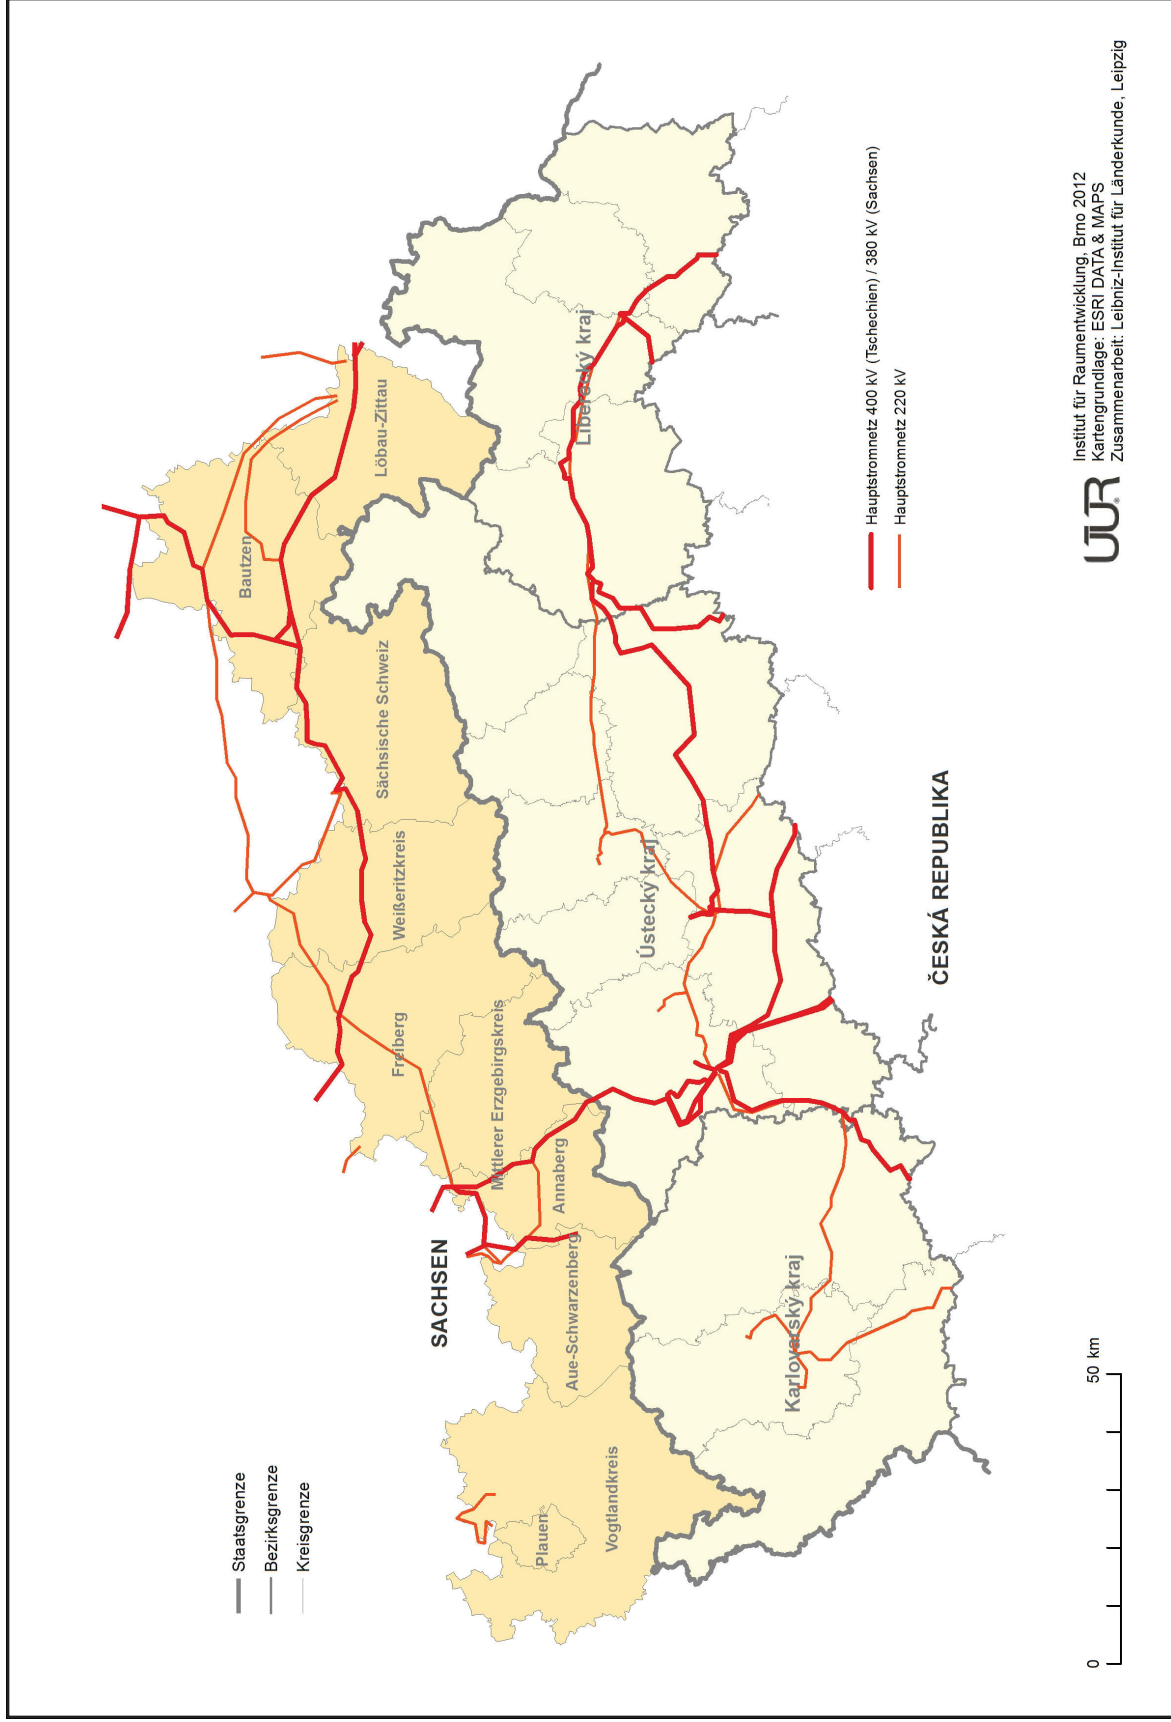 Staatsgrenze
Bezirksgrenze
Kreisgrenze
SACHSEN
Bautzen
Löbau-Zittau
Sächsische Schweiz
Weißeritzkreis
Freiberg
Mittlerer Erzgebirgskreis
Annaberg
Aue-Schwarzenberg
Plauen
Vogtlandkreis
Liberecký kraj
Ústecký kraj
Karlovarský kraj
ČESKÁ REPUBLIKA
Hauptstromnetz 400 kV (Tschechien) / 380 kV (Sachsen)
Hauptstromnetz 220 kV
0 50 km
UUR
Institut für Raumentwicklung, Brno 2012
Kartengrundlage: ESRI DATA & MAPS
Zusammenarbeit: Leibniz-Institut für Länderkunde, Leipzig